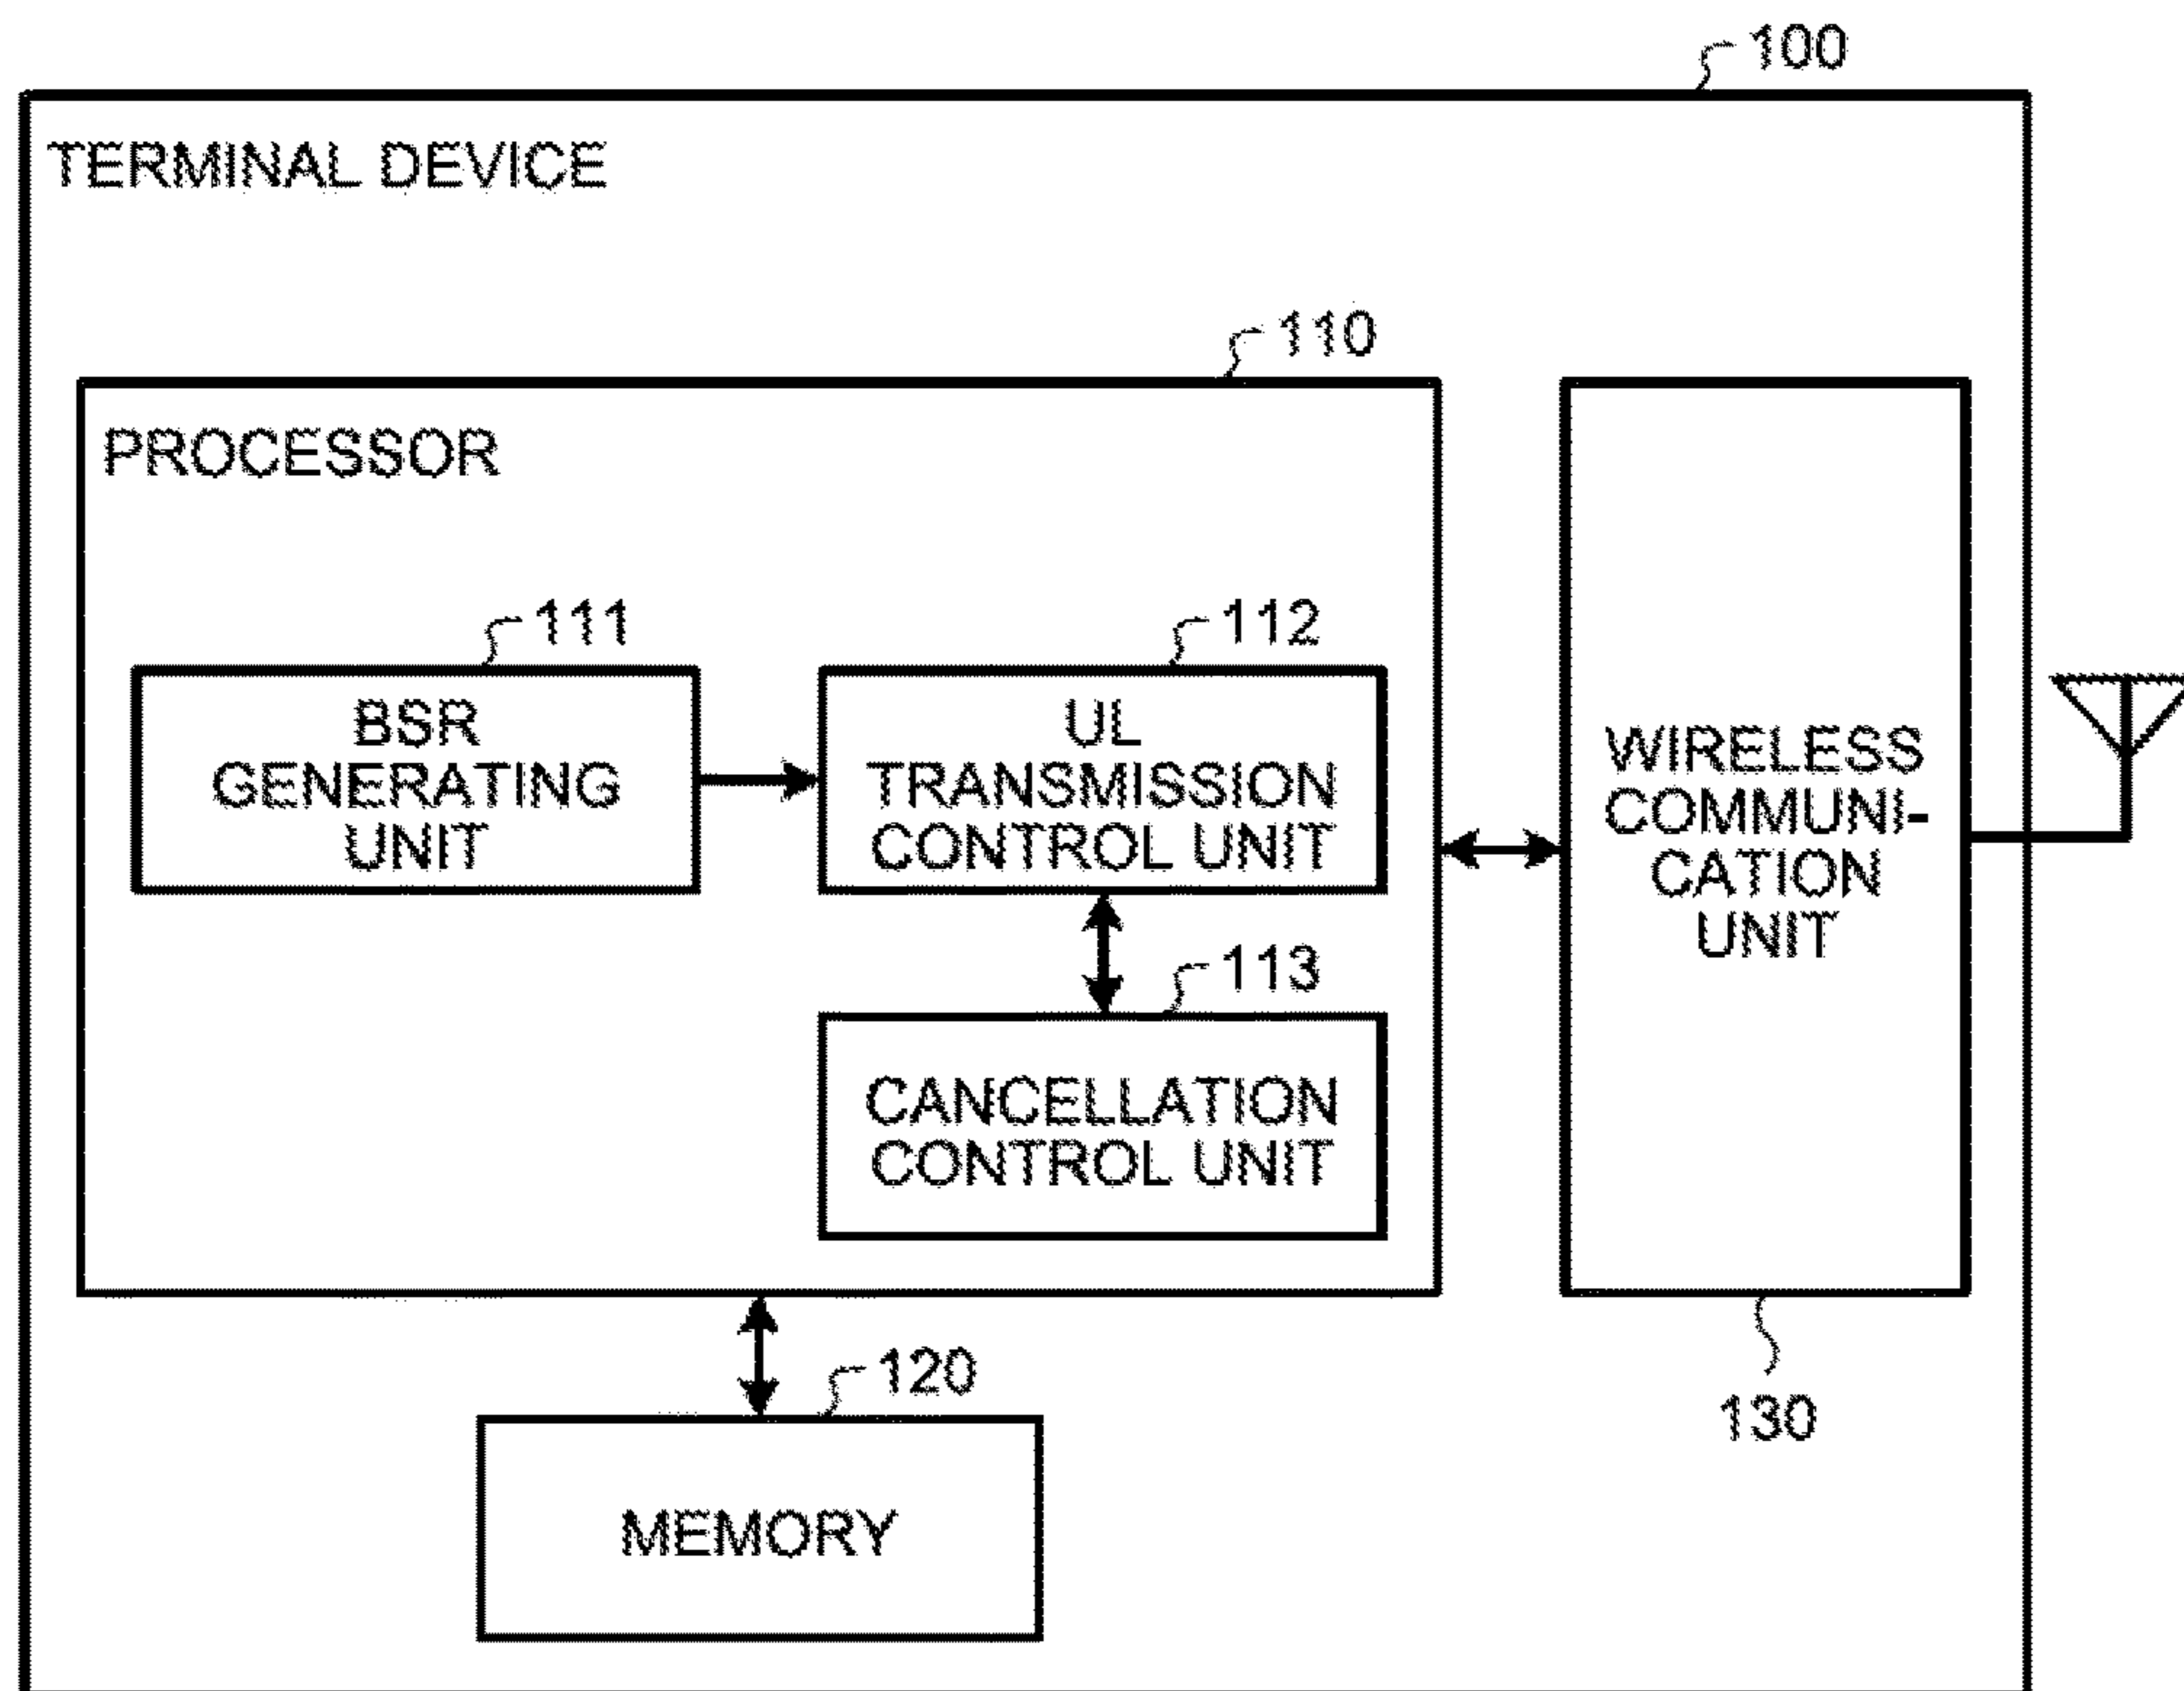 100
TERMINAL DEVICE
110
PROCESSOR
111
BSR
GENERATING
UNIT
112
UL
TRANSMISSION
CONTROL UNIT
113
CANCELLATION
CONTROL UNIT
WIRELESS
COMMUNI-
CATION
UNIT
130
120
MEMORY